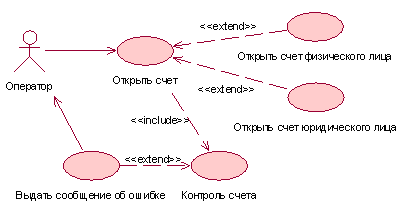 <<extend>>
Открыть счет физического лица
Оператор
Открыть счет
<<extend>>
<<include>>
Открыть счет юридического лица
<<extend>>
Выдать сообщение об ошибке
Контроль счета